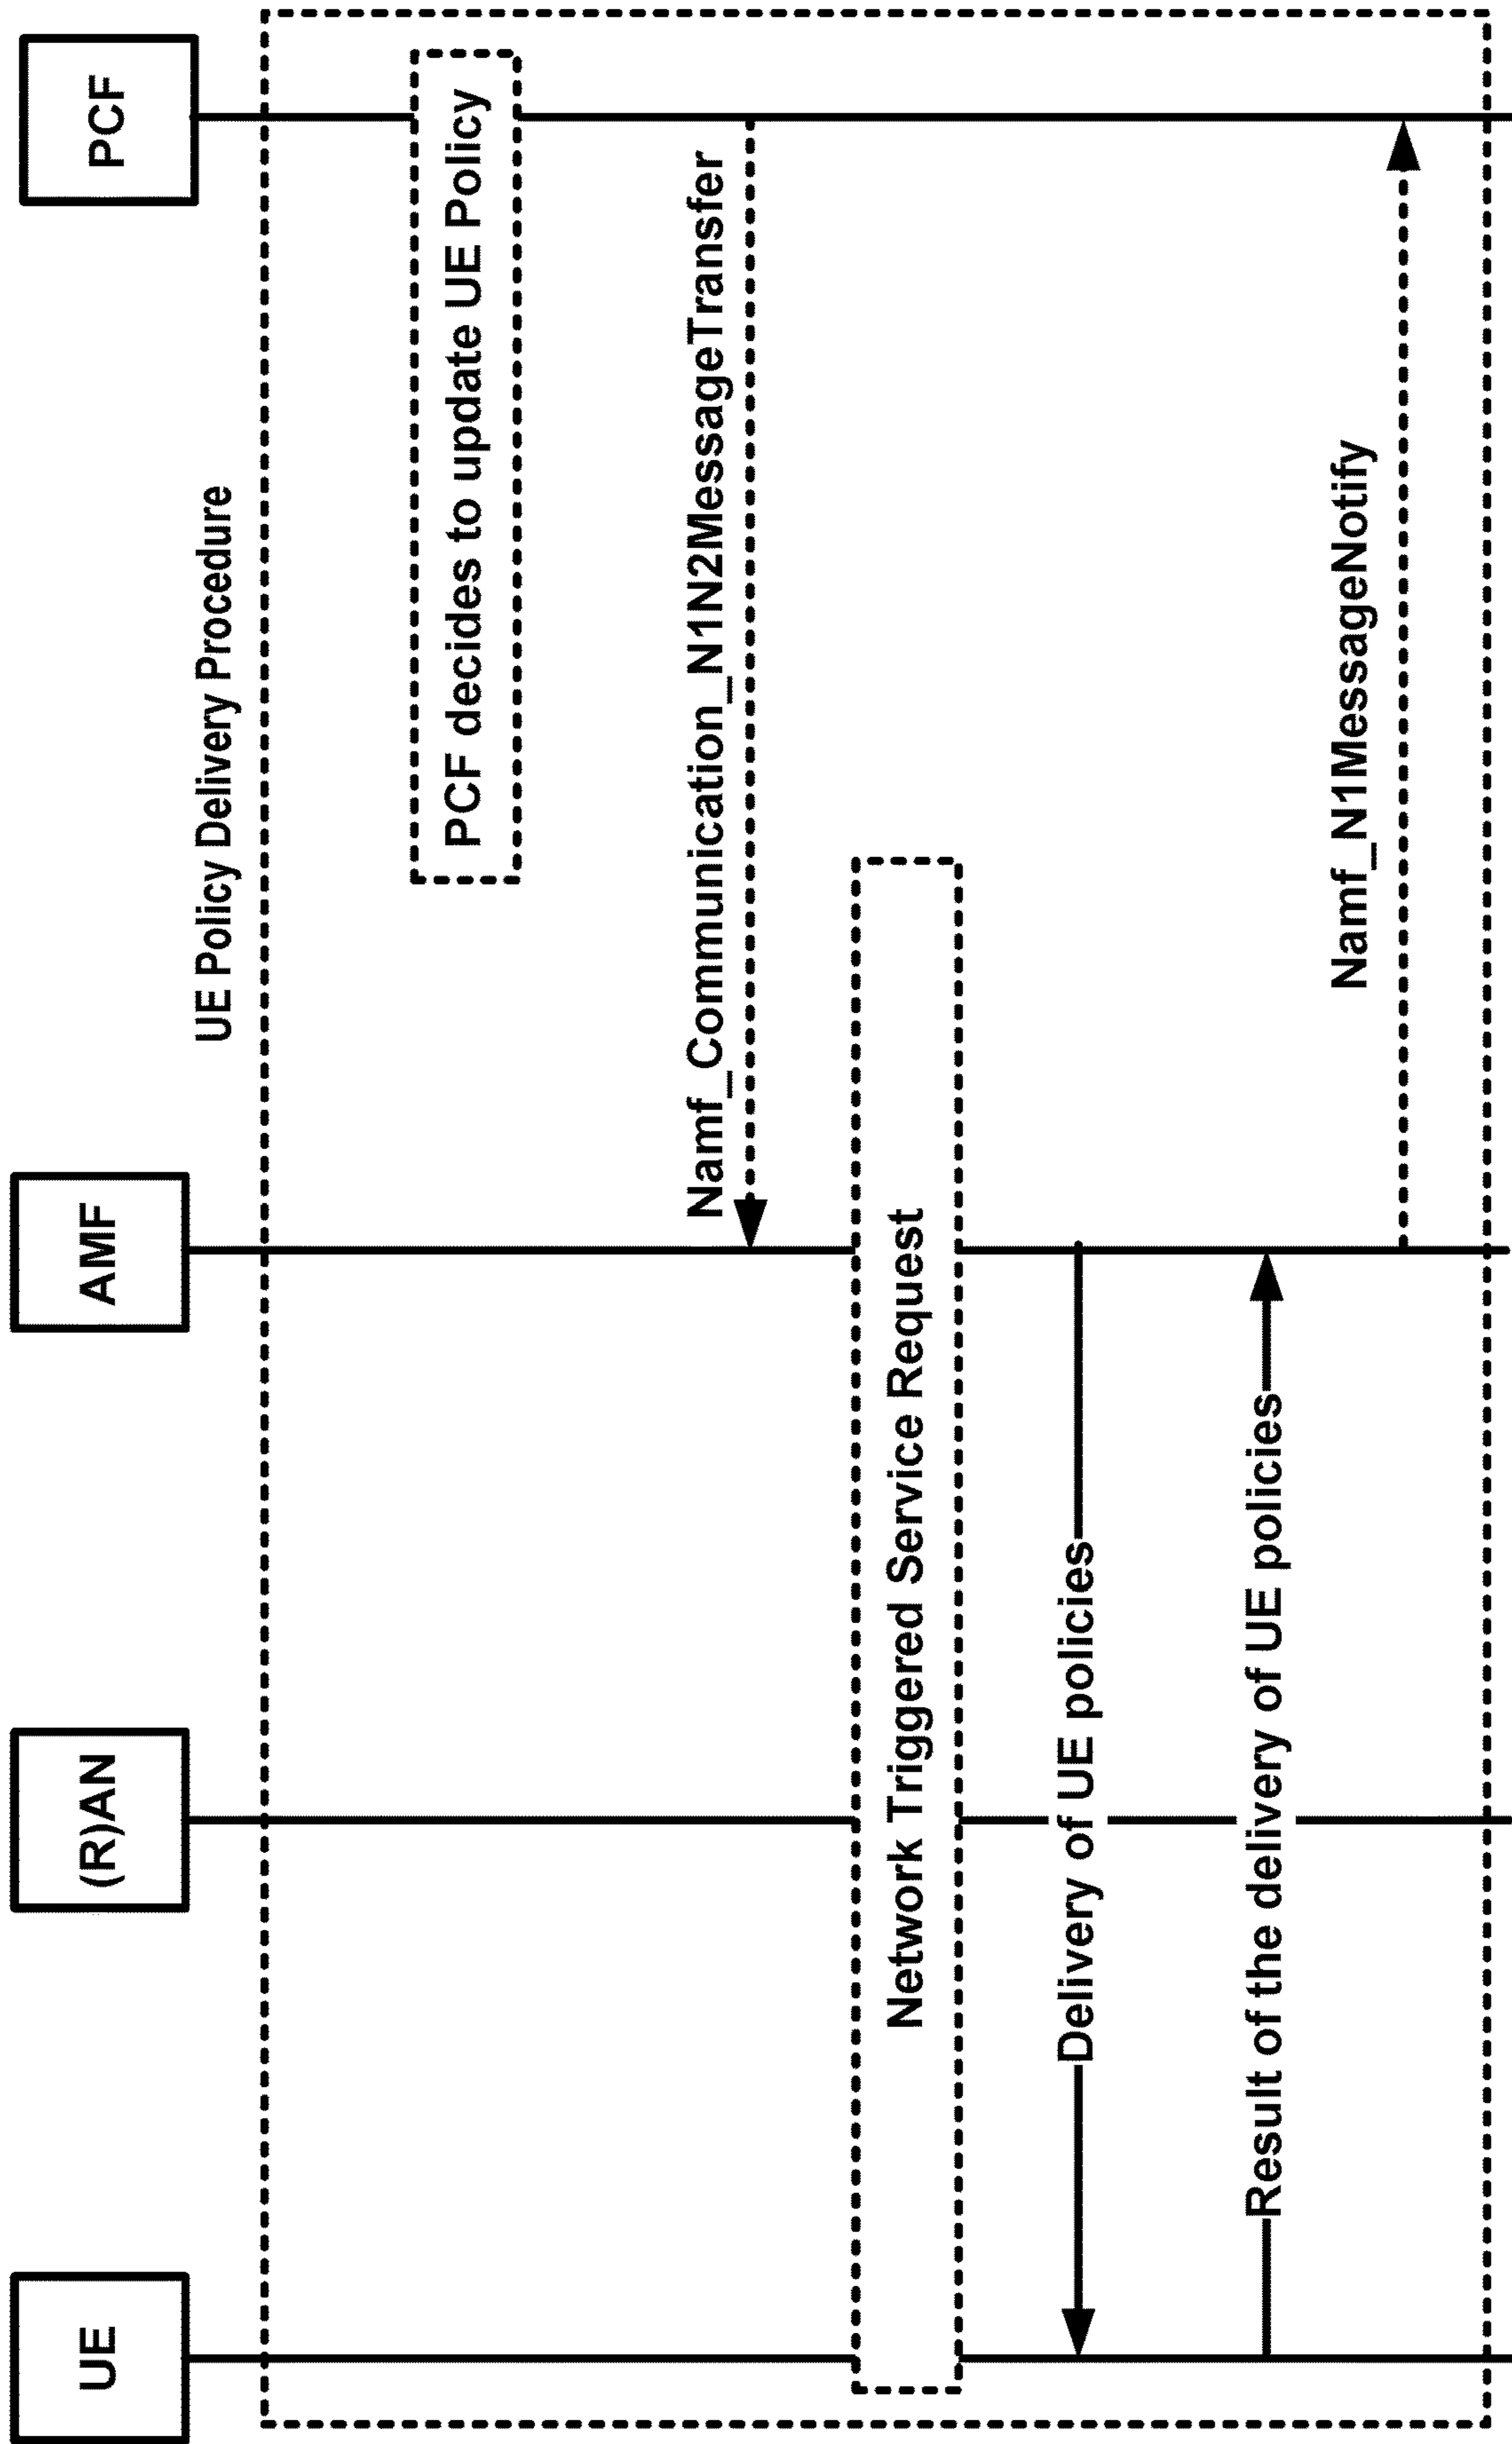 UE
(R)AN
AMF
PCF
UE Policy Delivery Procedure
PCF decides to update UE Policy
Namf_Communication_N1N2MessageTransfer
Network Triggered Service Request
Delivery of UE policies
Result of the delivery of UE policies
Namf_N1MessageNotify